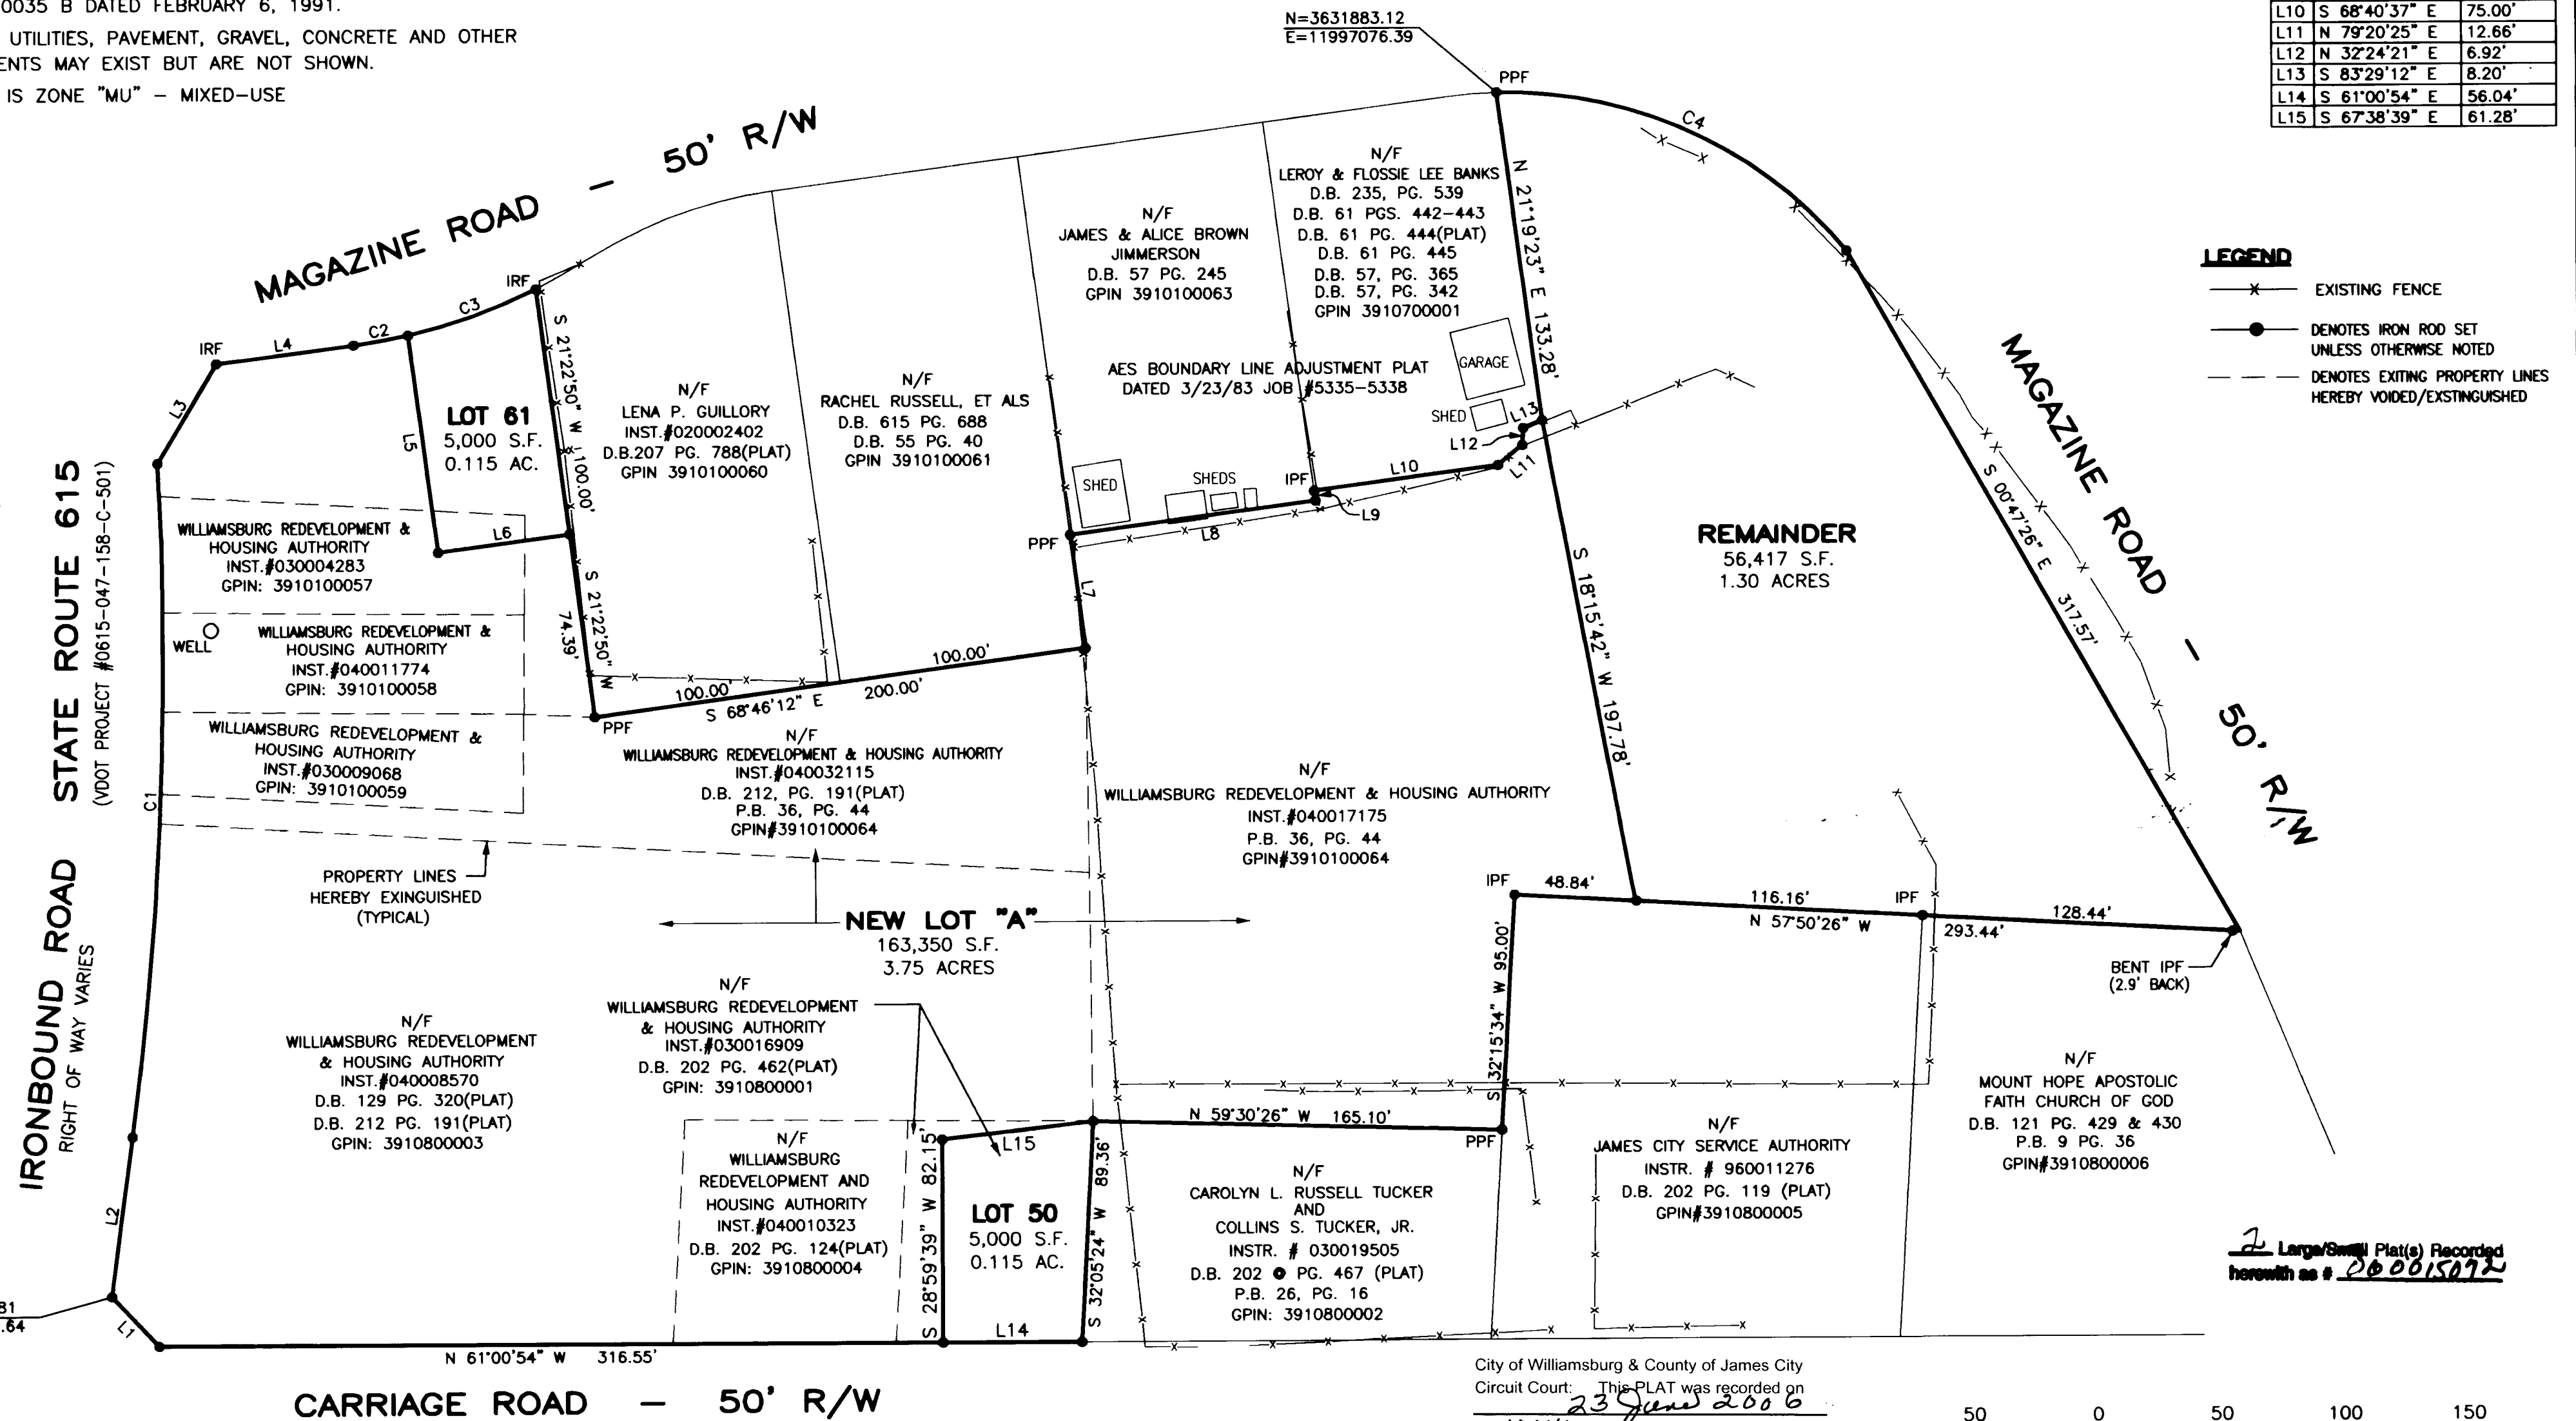 0035 B DATED FEBRUARY 6, 1991.
UTILITIES, PAVEMENT, GRAVEL, CONCRETE AND OTHER
ENTS MAY EXIST BUT ARE NOT SHOWN.
IS ZONE "MU" – MIXED-USE
N=3631883.12
E=11997076.39
L10 S 68°40'37" E 75.00'
L11 N 79°20'25" E 12.66'
L12 N 32°24'21" E 6.92'
L13 S 83°29'12" E 8.20'
L14 S 61°00'54" E 56.04'
L15 S 67°38'39" E 61.28'
LEGEND
EXISTING FENCE
DENOTES IRON ROD SET
UNLESS OTHERWISE NOTED
DENOTES EXITING PROPERTY LINES
HEREBY VOIDED/EXSTINGUISHED
MAGAZINE ROAD – 50' R/W
PPF
C4
N 21°19'23" E 133.28'
MAGAZINE ROAD – 50' R/W
S 00°47'26" E 317.57'
IRF
L3
L4
C2
C3
IRF
L5
L6
LOT 61
5,000 S.F.
0.115 AC.
S 21°22'50" W 100.00'
S 21°22'50" W
74.39'
N/F
LENA P. GUILLORY
INST.#020002402
D.B.207 PG. 788(PLAT)
GPIN 3910100060
N/F
RACHEL RUSSELL, ET ALS
D.B. 615 PG. 688
D.B. 55 PG. 40
GPIN 3910100061
N/F
JAMES & ALICE BROWN
JIMMERSON
D.B. 57 PG. 245
GPIN 3910100063
N/F
LEROY & FLOSSIE LEE BANKS
D.B. 235, PG. 539
D.B. 61 PGS. 442-443
D.B. 61 PG. 444(PLAT)
D.B. 61 PG. 445
D.B. 57, PG. 365
D.B. 57, PG. 342
GPIN 3910700001
AES BOUNDARY LINE ADJUSTMENT PLAT
DATED 3/23/83 JOB #5335-5338
GARAGE
SHED
L13
L12
L11
L10
IPF
L9
SHEDS
SHED
L8
PPF
L7
REMAINDER
56,417 S.F.
1.30 ACRES
S 18°15'42" W 197.78'
STATE ROUTE 615
(VDOT PROJECT #0615-047-158-C-501)
IRONBOUND ROAD
RIGHT OF WAY VARIES
C1
WILLIAMSBURG REDEVELOPMENT &
HOUSING AUTHORITY
INST.#030004283
GPIN: 3910100057
WELL
WILLIAMSBURG REDEVELOPMENT &
HOUSING AUTHORITY
INST.#040011774
GPIN: 3910100058
WILLIAMSBURG REDEVELOPMENT &
HOUSING AUTHORITY
INST.#030009068
GPIN: 3910100059
PPF
100.00'
100.00'
S 68°46'12" E 200.00'
N/F
WILLIAMSBURG REDEVELOPMENT & HOUSING AUTHORITY
INST.#040032115
D.B. 212, PG. 191(PLAT)
P.B. 36, PG. 44
GPIN#3910100064
N/F
WILLIAMSBURG REDEVELOPMENT & HOUSING AUTHORITY
INST.#040017175
P.B. 36, PG. 44
GPIN#3910100064
PROPERTY LINES
HEREBY EXINGUISHED
(TYPICAL)
NEW LOT "A"
163,350 S.F.
3.75 ACRES
IPF
48.84'
116.16'
IPF
128.44'
N 57°50'26" W 293.44'
BENT IPF
(2.9' BACK)
S 32°15'34" W 95.00'
N/F
WILLIAMSBURG REDEVELOPMENT
& HOUSING AUTHORITY
INST.#040008570
D.B. 129 PG. 320(PLAT)
D.B. 212 PG. 191(PLAT)
GPIN: 3910800003
N/F
WILLIAMSBURG REDEVELOPMENT
& HOUSING AUTHORITY
INST.#030016909
D.B. 202 PG. 462(PLAT)
GPIN: 3910800001
N/F
WILLIAMSBURG
REDEVELOPMENT AND
HOUSING AUTHORITY
INST.#040010323
D.B. 202 PG. 124(PLAT)
GPIN: 3910800004
S 28°59'39" W 82.15'
L15
LOT 50
5,000 S.F.
0.115 AC.
L14
S 32°05'24" W 89.36'
N 59°30'26" W 165.10'
PPF
N/F
CAROLYN L. RUSSELL TUCKER
AND
COLLINS S. TUCKER, JR.
INSTR. # 030019505
D.B. 202 PG. 467 (PLAT)
P.B. 26, PG. 16
GPIN: 3910800002
N/F
JAMES CITY SERVICE AUTHORITY
INSTR. # 960011276
D.B. 202 PG. 119 (PLAT)
GPIN#3910800005
N/F
MOUNT HOPE APOSTOLIC
FAITH CHURCH OF GOD
D.B. 121 PG. 429 & 430
P.B. 9 PG. 36
GPIN#3910800006
2 Large/Small Plat(s) Recorded
herewith as # 060015072
L2
81
.64
L1
N 61°00'54" W 316.55'
CARRIAGE ROAD – 50' R/W
City of Williamsburg & County of James City
Circuit Court: This PLAT was recorded on
23 June 2006
50 0 50 100 150